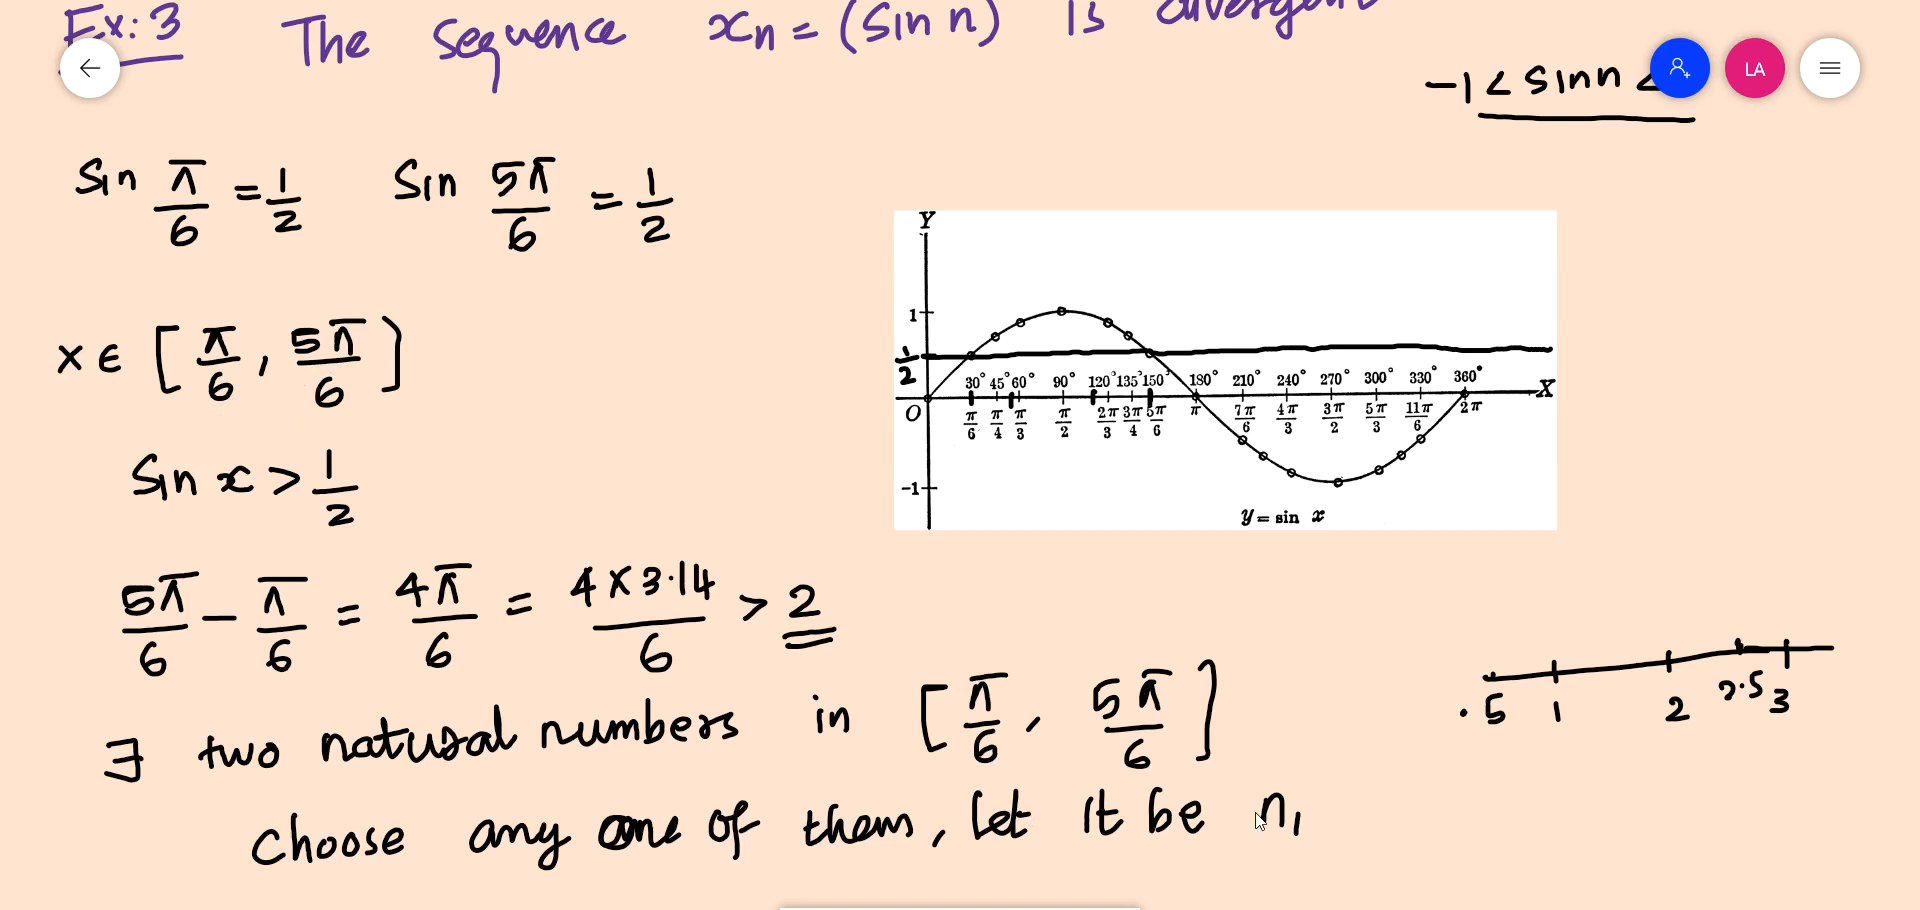 Ex: 3 The sequence xn = (Sin n) is divergent
-1 < sinn <
LA
Sin π/6 = 1/2 Sin 5π/6 = 1/2
x ∈ [π/6, 5π/6]
Sin x > 1/2
Y
1
1/2
30° 45° 60° 90° 120° 135° 150° 180° 210° 240° 270° 300° 330° 360° X
O π/6 π/4 π/3 π/2 2π/3 3π/4 5π/6 π 7π/6 4π/3 3π/2 5π/3 11π/6 2π
-1
y = sin x
5π/6 - π/6 = 4π/6 = 4 x 3.14/6 > 2
.5 1 2 2.5 3
∃ two natural numbers in [π/6, 5π/6]
choose any one of them, let it be n1